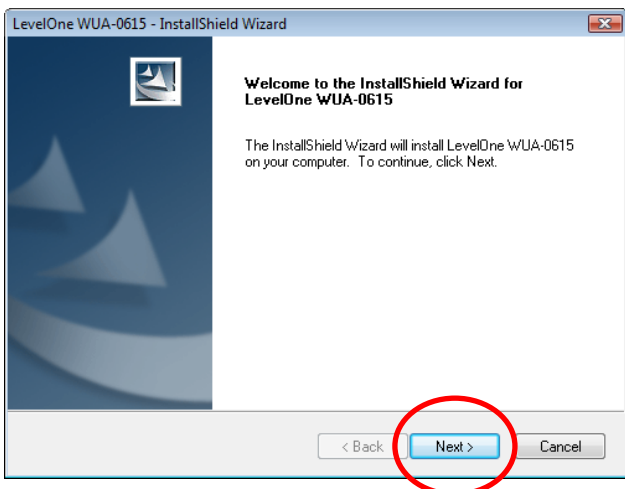 LevelOne WUA-0615 - InstallShield Wizard
Welcome to the InstallShield Wizard for
LevelOne WUA-0615
The InstallShield Wizard will install LevelOne WUA-0615
on your computer. To continue, click Next.
< Back Next > Cancel